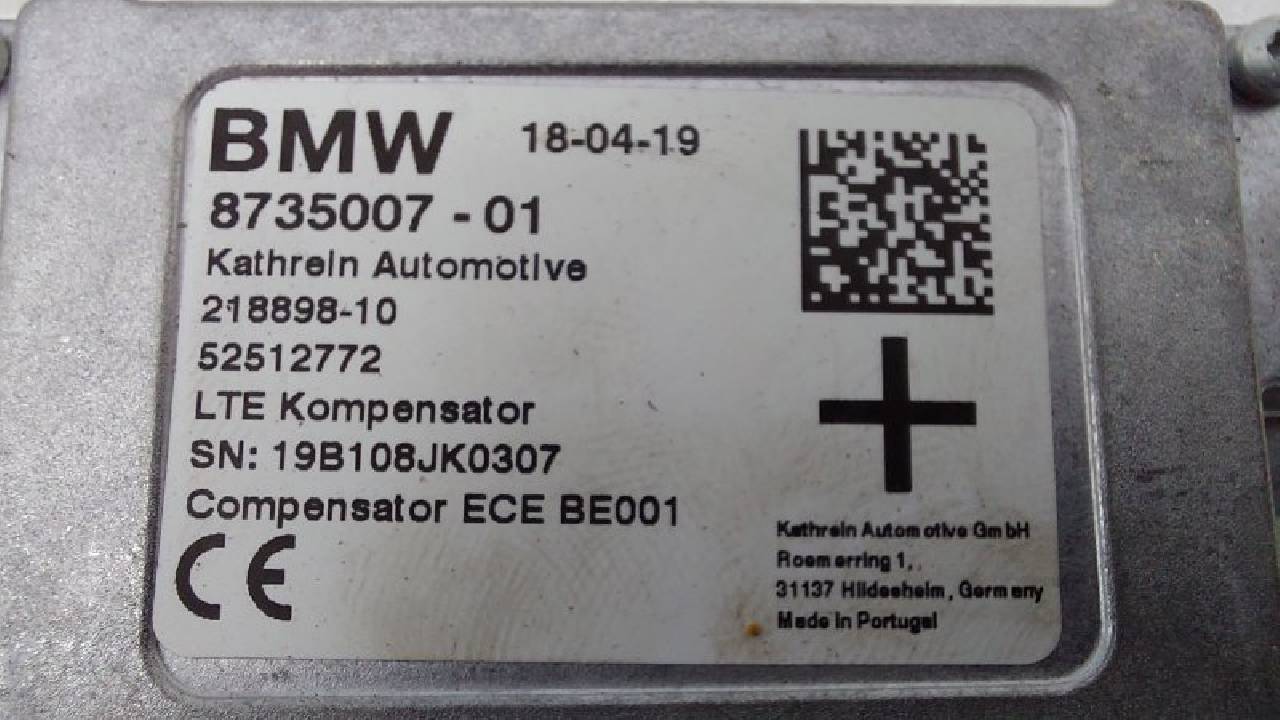 BMW 18-04-19
8735007 - 01
Kathrein Automotive
218898-10
52512772
LTE Kompensator
SN: 19B108JK0307
Compensator ECE BE001
CE
Kathrein Automotive GmbH
Roemerring 1,
31137 Hildesheim, Germany
Made in Portugal